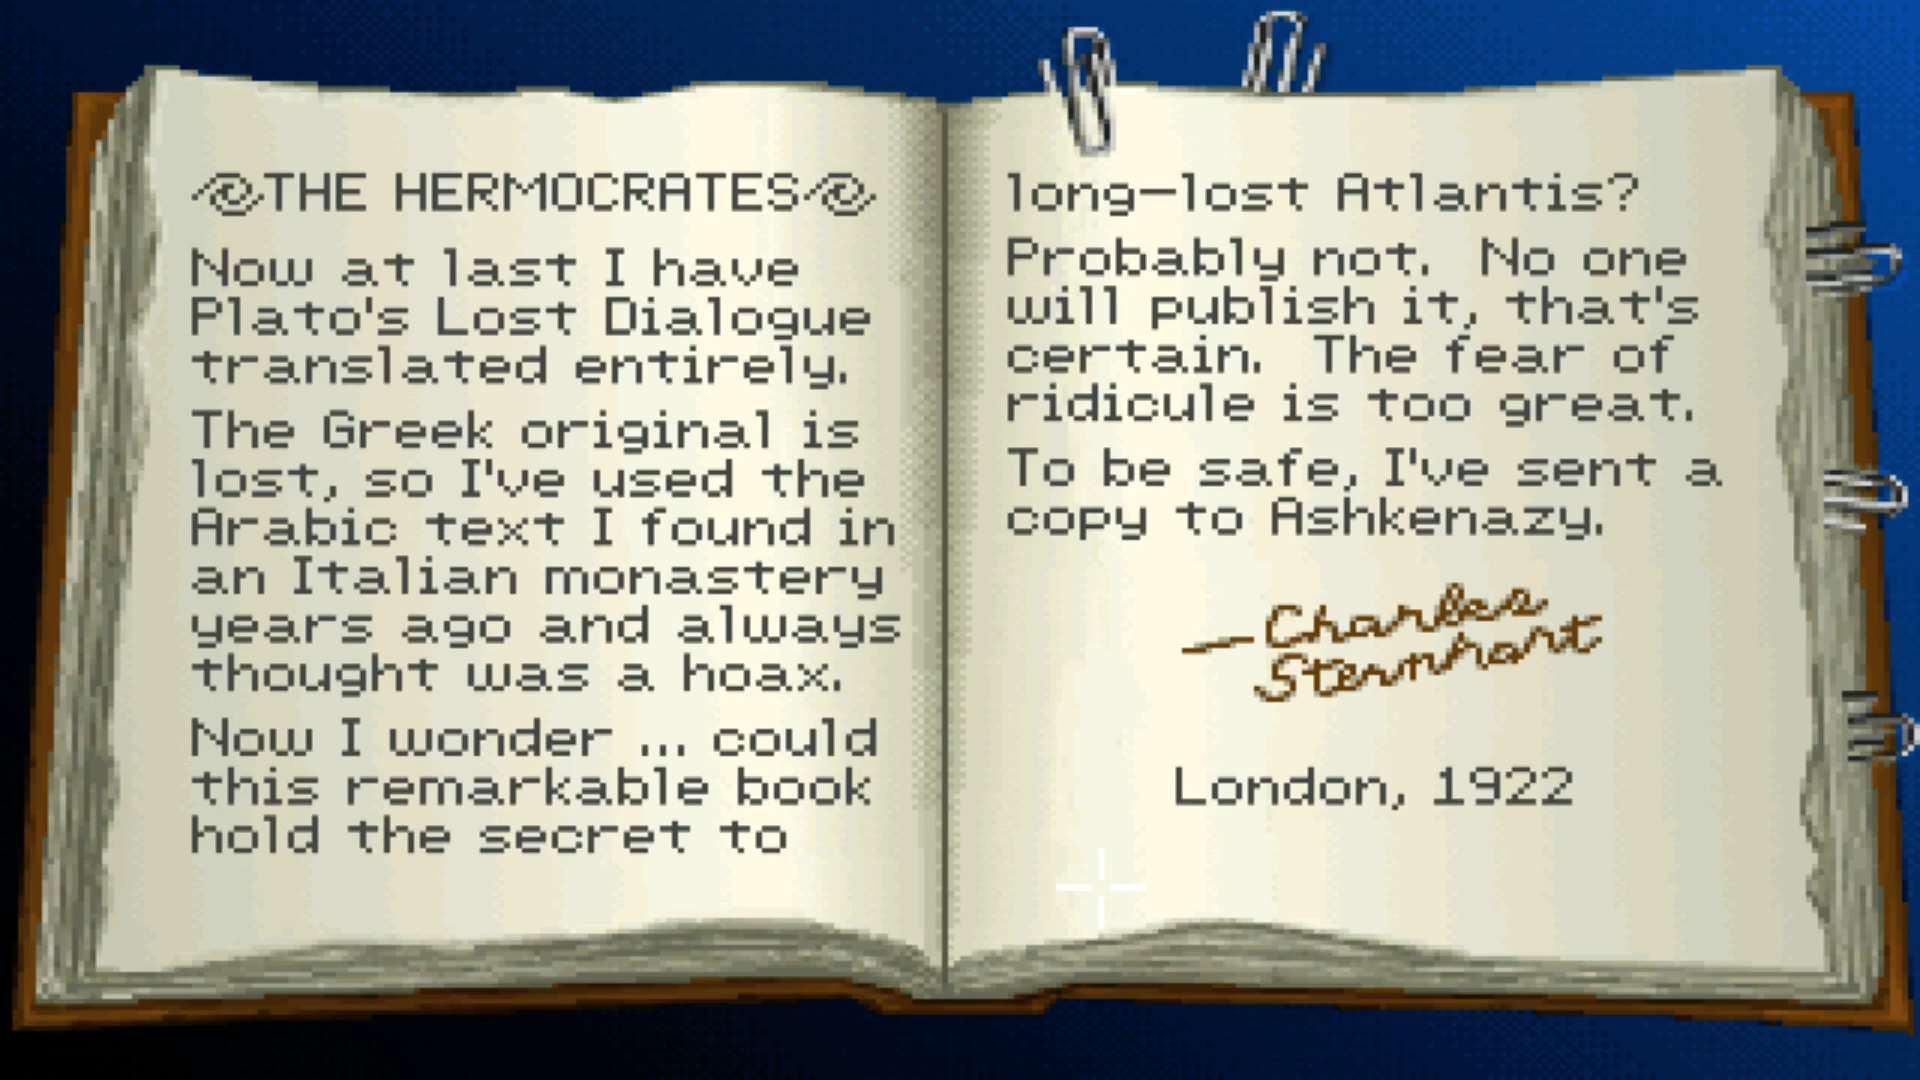 THE HERMOCRATES
Now at last I have
Plato's Lost Dialogue
translated entirely.
The Greek original is
lost, so I've used the
Arabic text I found in
an Italian monastery
years ago and always
thought was a hoax.
Now I wonder ... could
this remarkable book
hold the secret to
long-lost Atlantis?
Probably not.  No one
will publish it, that's
certain.  The fear of
ridicule is too great.
To be safe, I've sent a
copy to Ashkenazy.
—Charles
Sternhart
London, 1922